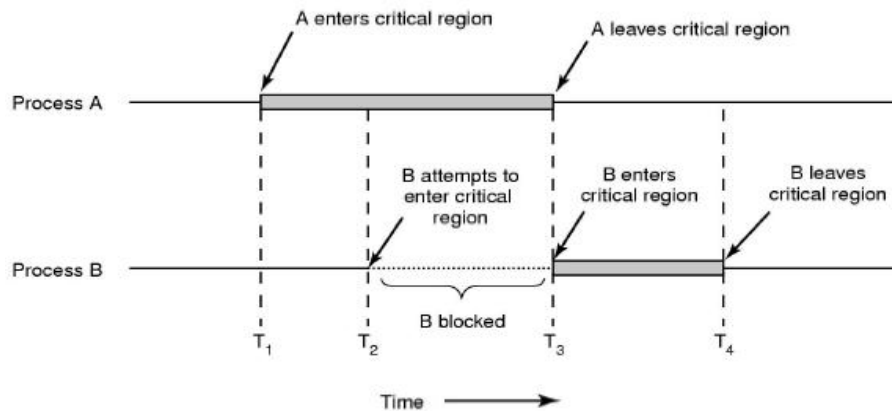 A enters critical region
A leaves critical region
Process A
B attempts to
enter critical
region
B enters
critical region
B leaves
critical region
Process B
B blocked
T1
T2
T3
T4
Time